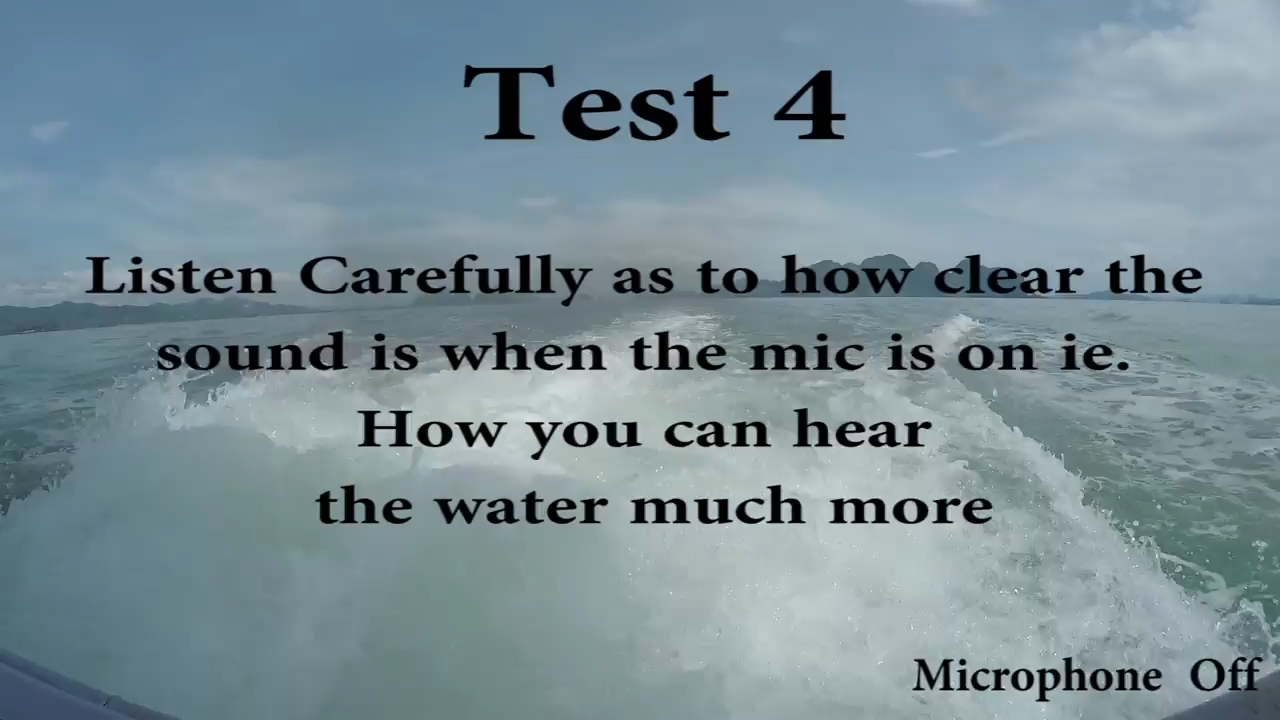 Test 4
Listen Carefully as to how clear the
sound is when the mic is on ie.
How you can hear
the water much more
Microphone Off